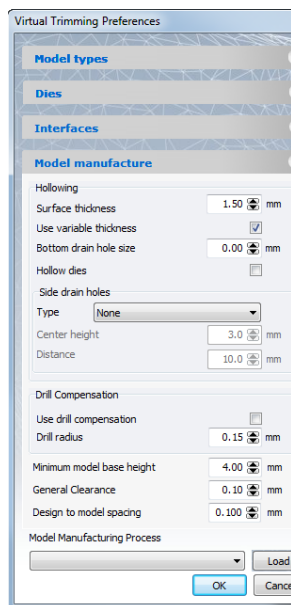 Virtual Trimming Preferences
Model types
Dies
Interfaces
Model manufacture
Hollowing
Surface thickness 1.50 mm
Use variable thickness
Bottom drain hole size 0.00 mm
Hollow dies
Side drain holes
Type None
Center height 3.0 mm
Distance 10.0 mm
Drill Compensation
Use drill compensation
Drill radius 0.15 mm
Minimum model base height 4.00 mm
General Clearance 0.10 mm
Design to model spacing 0.100 mm
Model Manufacturing Process
Load
OK Cance